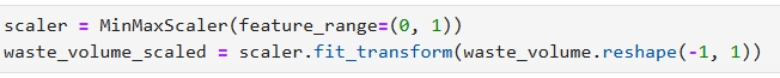 scaler = MinMaxScaler(feature_range=(0, 1))
waste_volume_scaled = scaler.fit_transform(waste_volume.reshape(-1, 1))